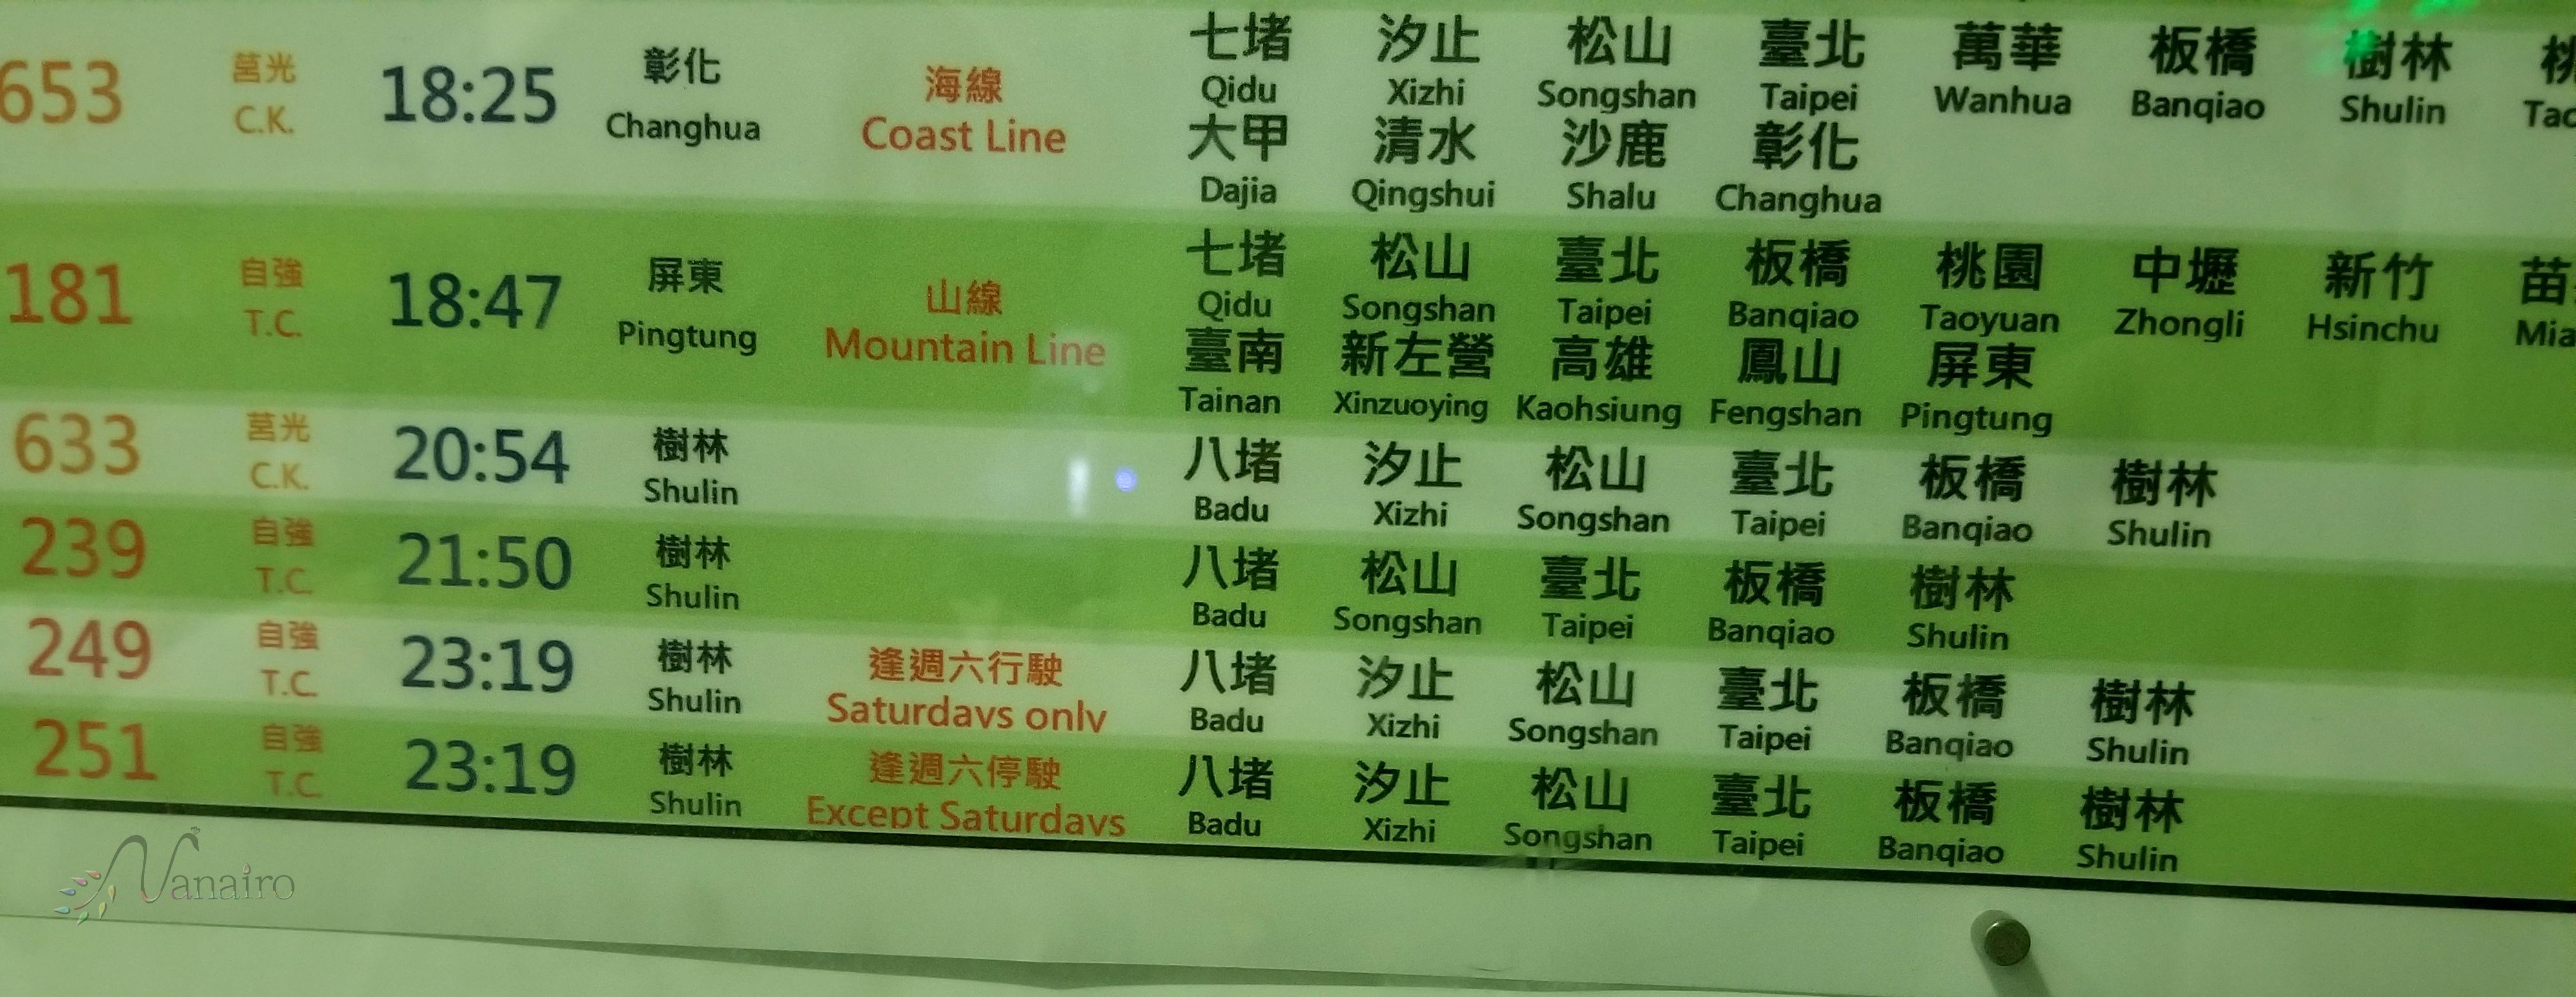 七堵 汐止 松山 臺北 萬華 板橋 樹林
653 莒光 18:25 彰化 海線 Qidu Xizhi Songshan Taipei Wanhua Banqiao Shulin
C.K. Changhua Coast Line 大甲 清水 沙鹿 彰化
Dajia Qingshui Shalu Changhua
七堵 松山 臺北 板橋 桃園 中壢 新竹 苗
181 自強 18:47 屏東 山線 Qidu Songshan Taipei Banqiao Taoyuan Zhongli Hsinchu
T.C. Pingtung Mountain Line 臺南 新左營 高雄 鳳山 屏東
Tainan Xinzuoying Kaohsiung Fengshan Pingtung
633 莒光 20:54 樹林 八堵 汐止 松山 臺北 板橋 樹林
C.K. Shulin Badu Xizhi Songshan Taipei Banqiao Shulin
239 自強 21:50 樹林 八堵 松山 臺北 板橋 樹林
T.C. Shulin Badu Songshan Taipei Banqiao Shulin
249 自強 23:19 樹林 逢週六行駛 八堵 汐止 松山 臺北 板橋 樹林
T.C. Shulin Saturdays only Badu Xizhi Songshan Taipei Banqiao Shulin
251 自強 23:19 樹林 逢週六停駛 八堵 汐止 松山 臺北 板橋 樹林
T.C. Shulin Except Saturdays Badu Xizhi Songshan Taipei Banqiao Shulin
Nanairo